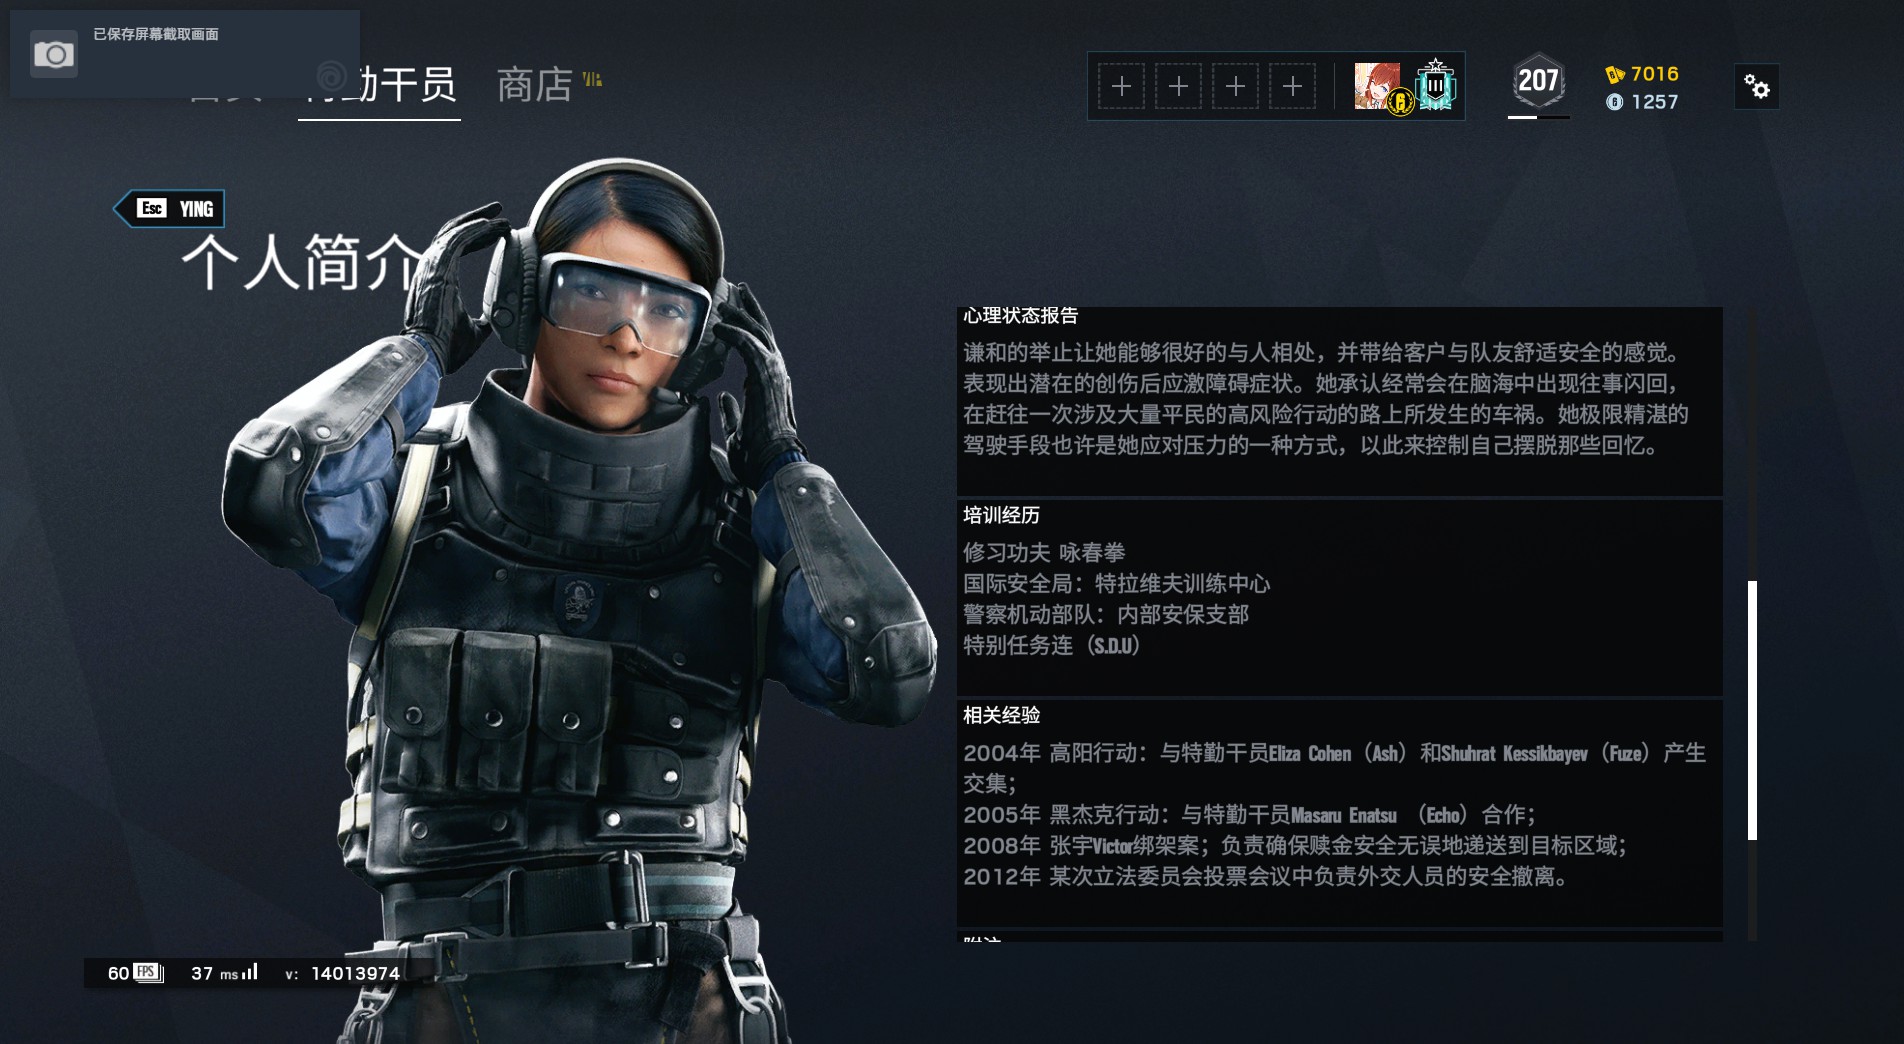 已保存屏幕截取画面
勤干员
商店
207
7016
1257
Esc YING
个人简介
心理状态报告
谦和的举止让她能够很好的与人相处，并带给客户与队友舒适安全的感觉。
表现出潜在的创伤后应激障碍症状。她承认经常会在脑海中出现往事闪回，
在赶往一次涉及大量平民的高风险行动的路上所发生的车祸。她极限精湛的
驾驶手段也许是她应对压力的一种方式，以此来控制自己摆脱那些回忆。
培训经历
修习功夫 咏春拳
国际安全局：特拉维夫训练中心
警察机动部队：内部安保支部
特别任务连（S.D.U）
相关经验
2004年 高阳行动：与特勤干员Eliza Cohen（Ash）和Shuhrat Kessikbayev（Fuze）产生
交集；
2005年 黑杰克行动：与特勤干员Masaru Enatsu （Echo）合作；
2008年 张宇Victor绑架案；负责确保赎金安全无误地递送到目标区域；
2012年 某次立法委员会投票会议中负责外交人员的安全撤离。
60 FPS 37 ms v: 14013974